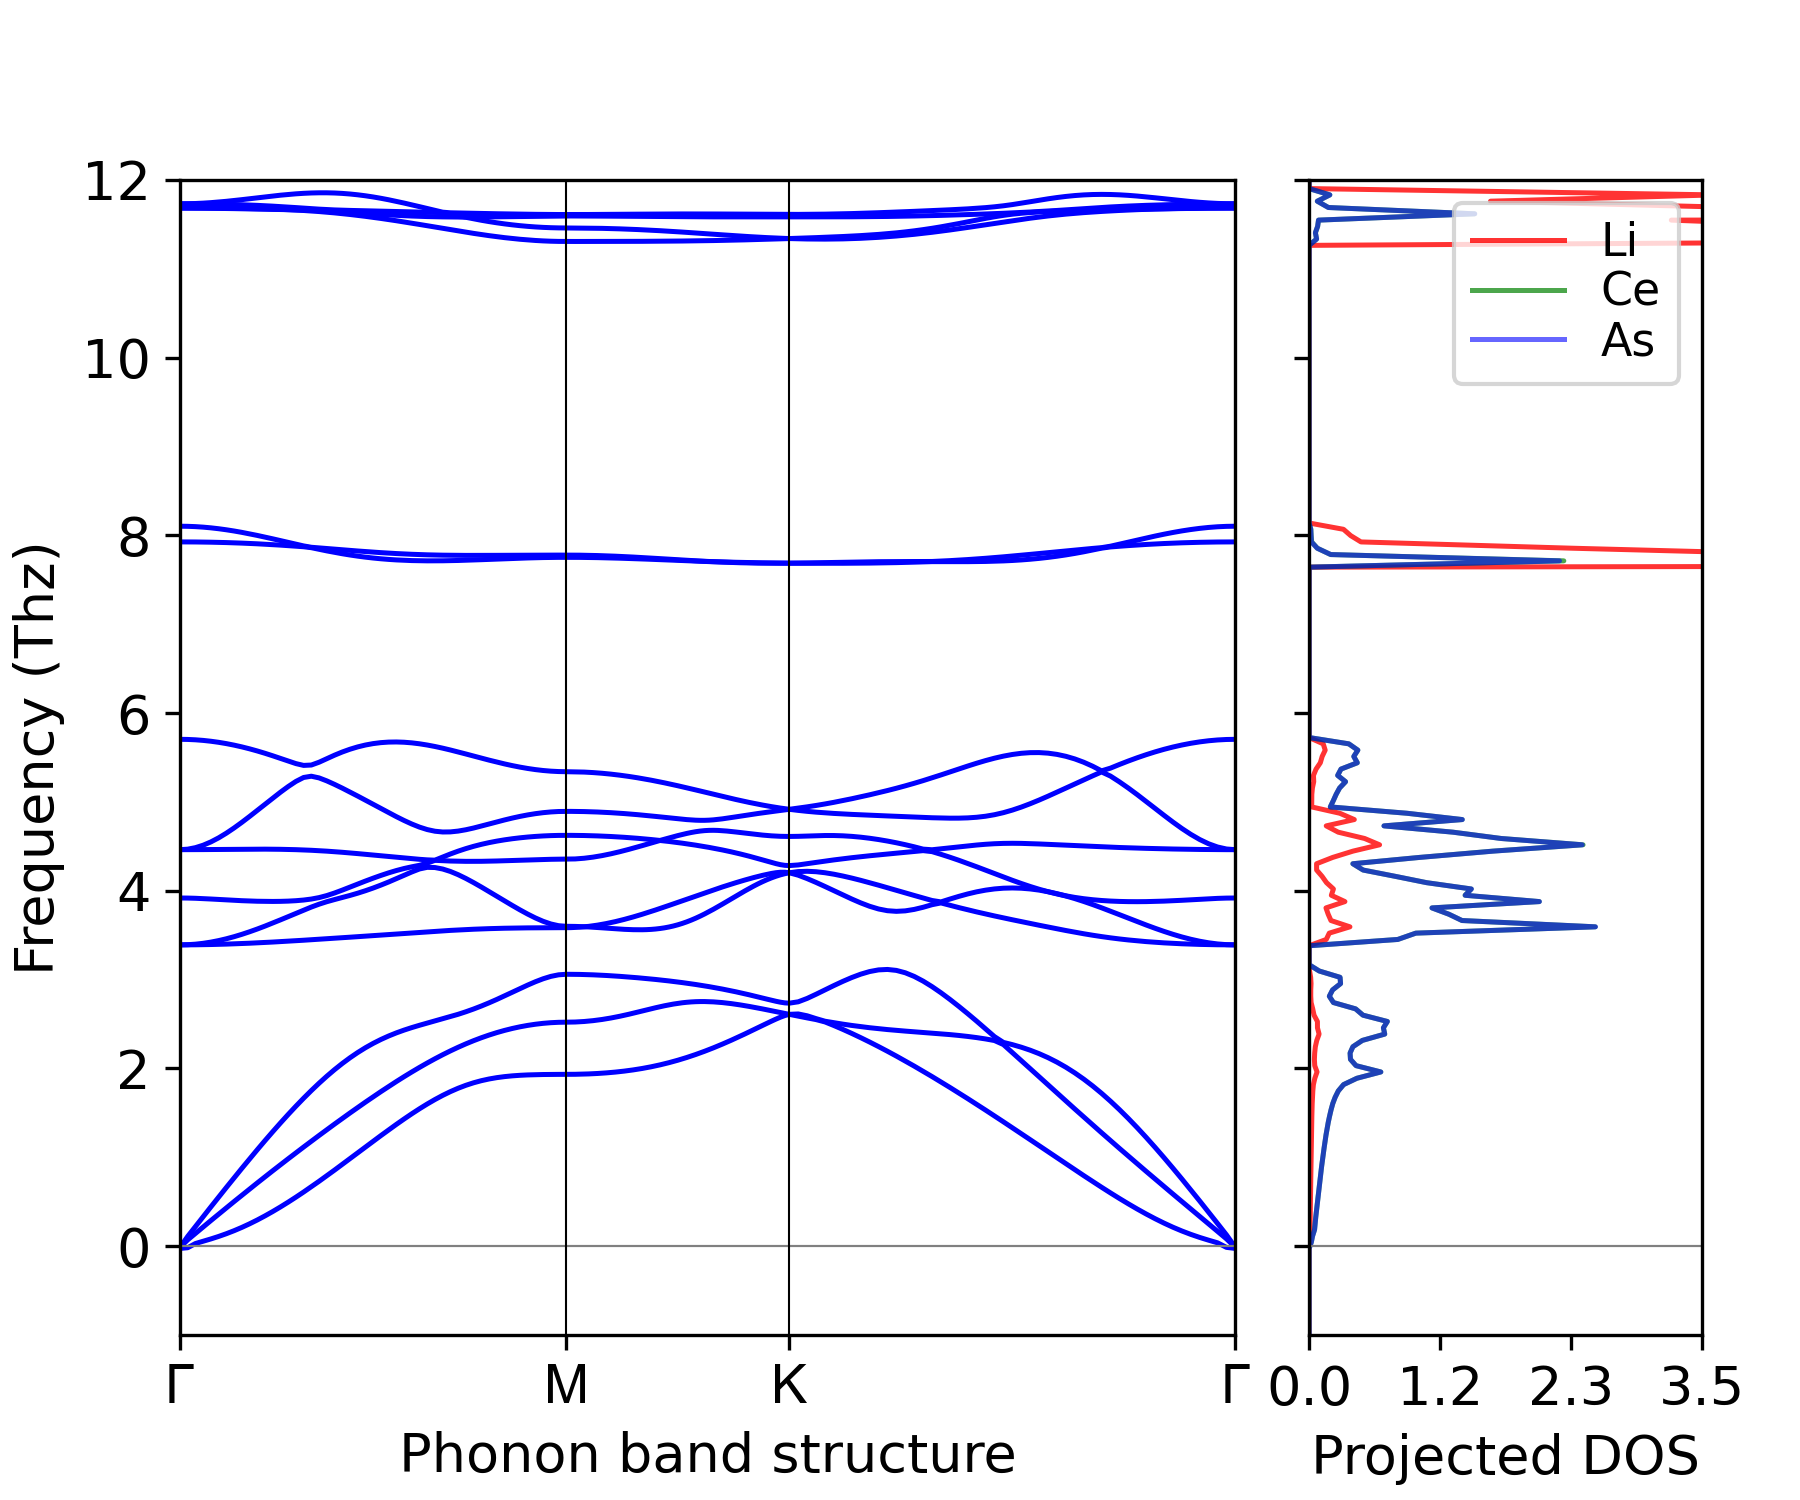 12
10
8
6
4
2
0
Frequency (Thz)
Γ M K Γ
Phonon band structure
Li
Ce
As
0.0 1.2 2.3 3.5
Projected DOS